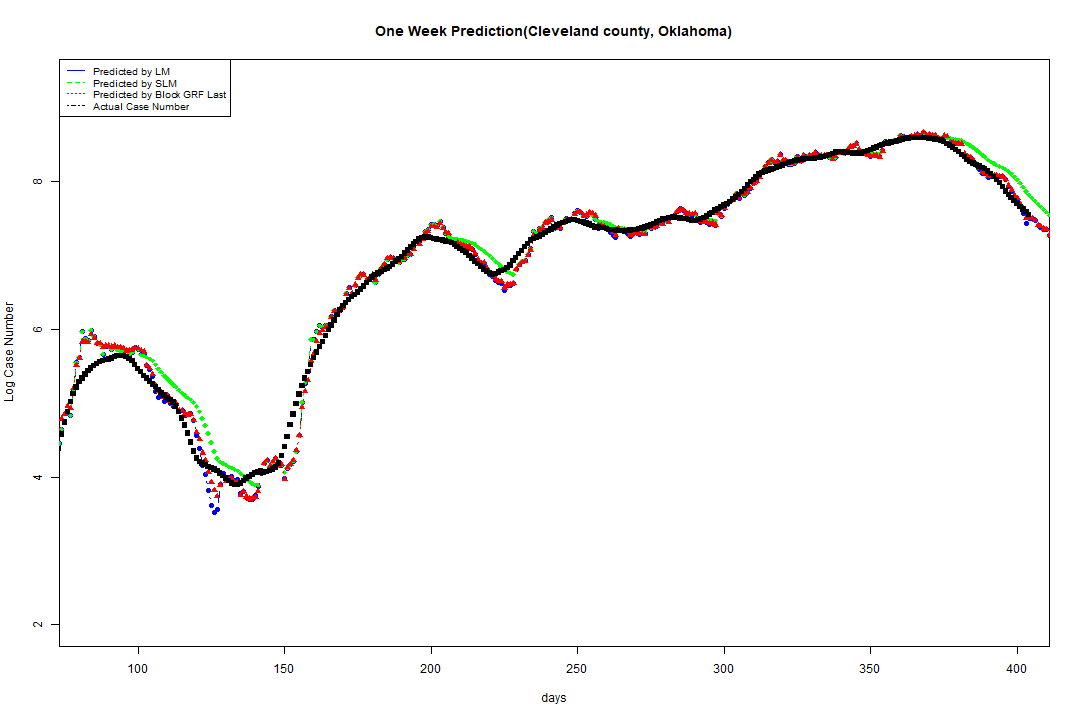 One Week Prediction(Cleveland county, Oklahoma)
Predicted by LM
Predicted by SLM
Predicted by Block GRF Last
Actual Case Number
Log Case Number
8
6
4
2
100 150 200 250 300 350 400
days